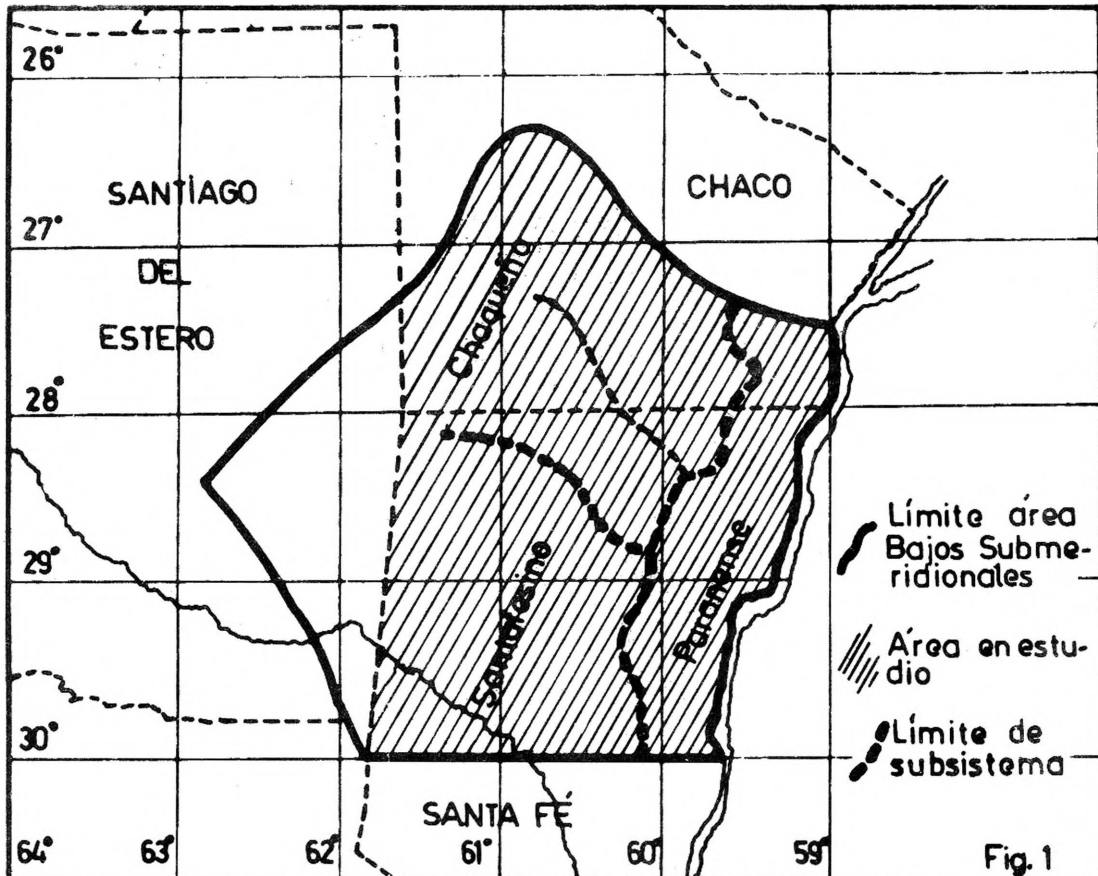 26°
SANTIAGO
DEL
ESTERO
CHACO
27°
Chaqueño
28°
Santafesino
Paranense
29°
30°
SANTA FÉ
64°
63°
62°
61°
60°
59°
Límite área
Bajos Subme-
ridionales
Área en estu-
dio
Límite de
subsistema
Fig. 1